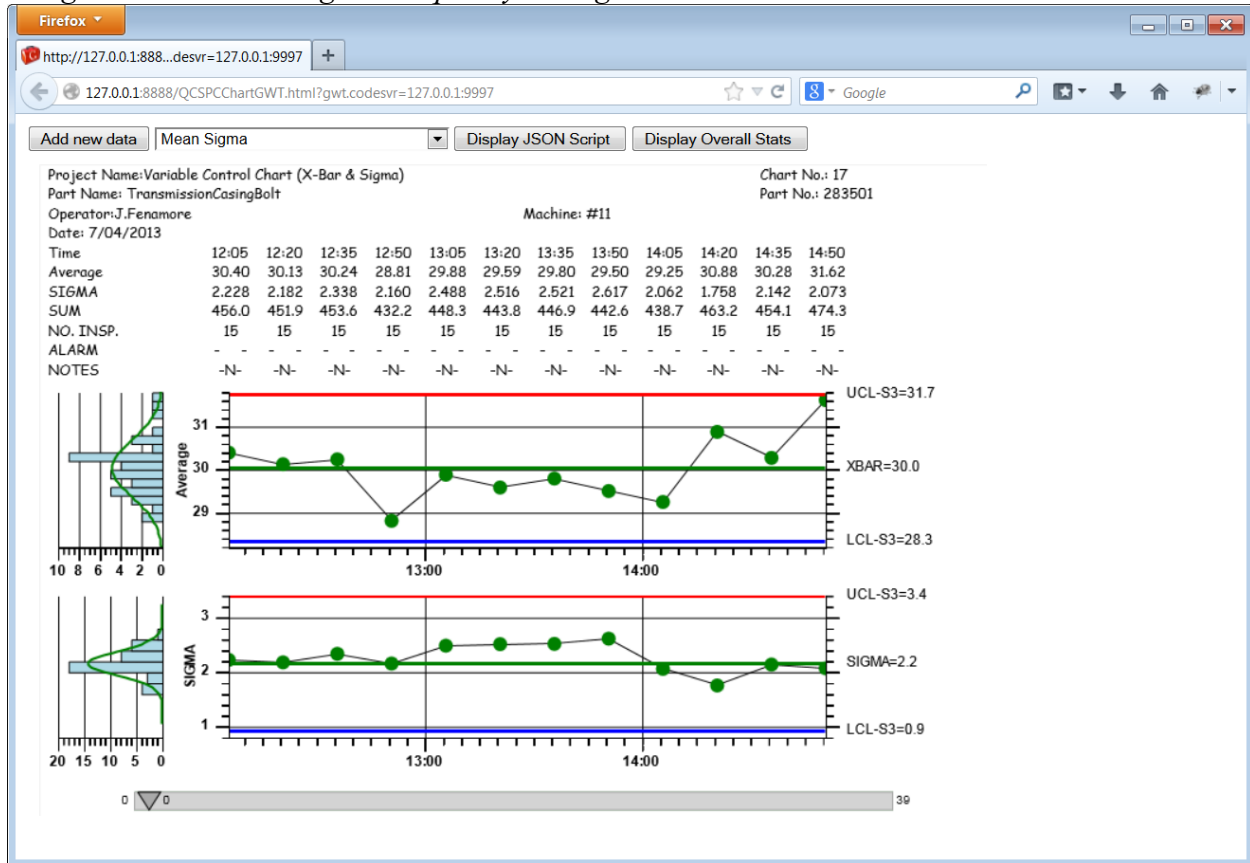 Firefox
http://127.0.0.1:888...desvr=127.0.0.1:9997 +
127.0.0.1:8888/QCSPCChartGWT.html?gwt.codesvr=127.0.0.1:9997 8 Google
Add new data Mean Sigma Display JSON Script Display Overall Stats
Project Name:Variable Control Chart (X-Bar & Sigma) Chart No.: 17
Part Name: TransmissionCasingBolt Part No.: 283501
Operator:J.Fenamore Machine: #11
Date: 7/04/2013
Time 12:05 12:20 12:35 12:50 13:05 13:20 13:35 13:50 14:05 14:20 14:35 14:50
Average 30.40 30.13 30.24 28.81 29.88 29.59 29.80 29.50 29.25 30.88 30.28 31.62
SIGMA 2.228 2.182 2.338 2.160 2.488 2.516 2.521 2.617 2.062 1.758 2.142 2.073
SUM 456.0 451.9 453.6 432.2 448.3 443.8 446.9 442.6 438.7 463.2 454.1 474.3
NO. INSP. 15 15 15 15 15 15 15 15 15 15 15 15
ALARM - - - - - - - - - - - - - - - - - - - - - - - -
NOTES -N- -N- -N- -N- -N- -N- -N- -N- -N- -N- -N- -N-
UCL-S3=31.7
31
Average
30
XBAR=30.0
29
LCL-S3=28.3
10 8 6 4 2 0 13:00 14:00
UCL-S3=3.4
3
SIGMA
2
SIGMA=2.2
1
LCL-S3=0.9
20 15 10 5 0 13:00 14:00
0 0 39